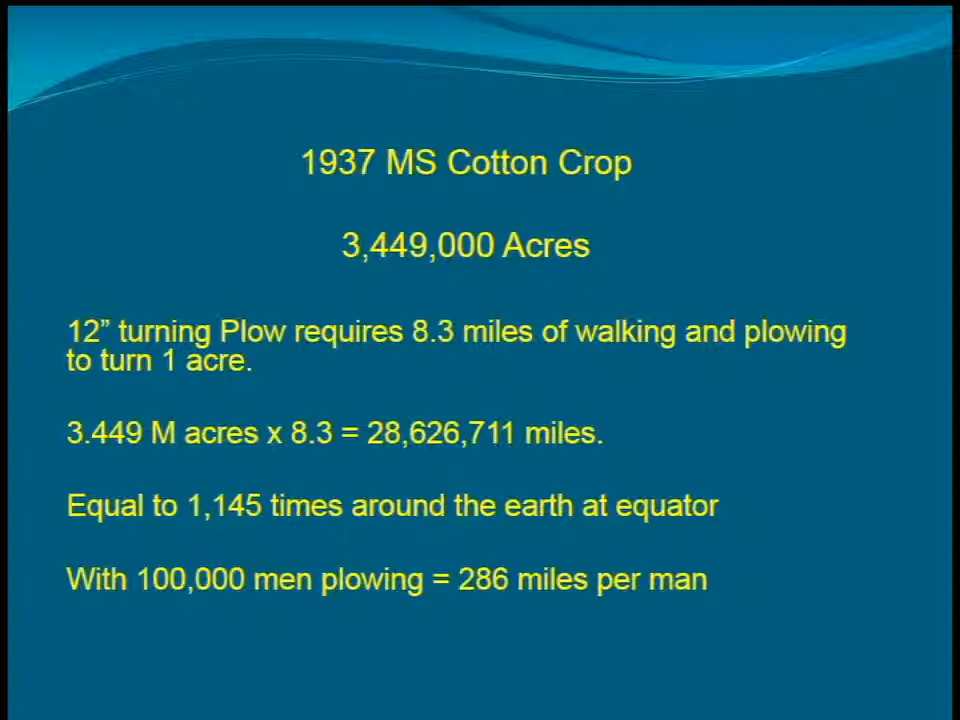 1937 MS Cotton Crop
3,449,000 Acres
12” turning Plow requires 8.3 miles of walking and plowing
to turn 1 acre.
3.449 M acres x 8.3 = 28,626,711 miles.
Equal to 1,145 times around the earth at equator
With 100,000 men plowing = 286 miles per man